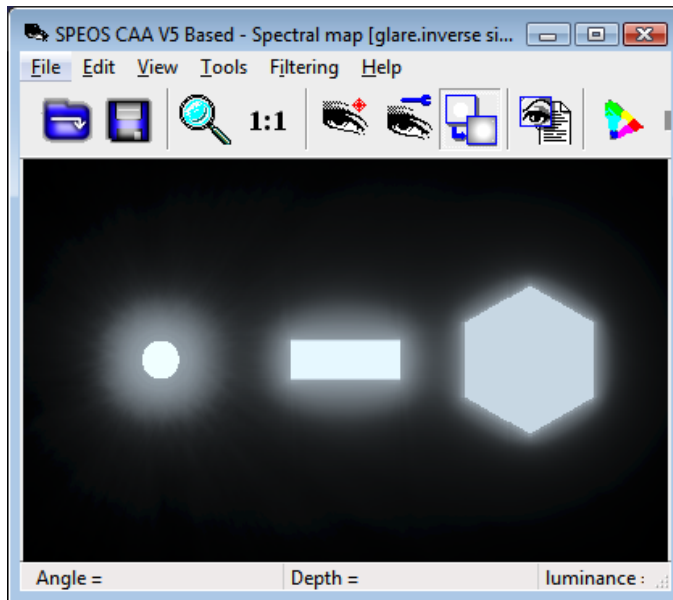 SPEOS CAA V5 Based - Spectral map [glare.inverse si...
File Edit View Tools Filtering Help
1:1
Angle = Depth = luminance :